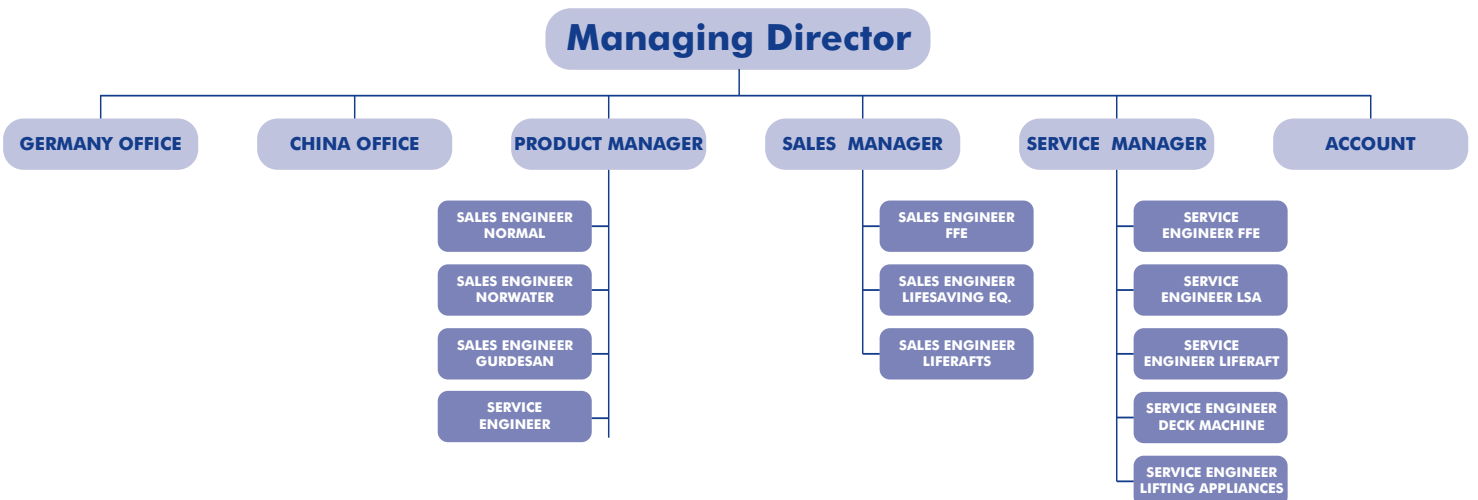 Managing Director
GERMANY OFFICE
CHINA OFFICE
PRODUCT MANAGER
SALES MANAGER
SERVICE MANAGER
ACCOUNT
SALES ENGINEER
NORMAL
SALES ENGINEER
NORWATER
SALES ENGINEER
GURDESAN
SERVICE
ENGINEER
SALES ENGINEER
FFE
SALES ENGINEER
LIFESAVING EQ.
SALES ENGINEER
LIFERAFTS
SERVICE
ENGINEER FFE
SERVICE
ENGINEER LSA
SERVICE
ENGINEER LIFERAFT
SERVICE ENGINEER
DECK MACHINE
SERVICE ENGINEER
LIFTING APPLIANCES